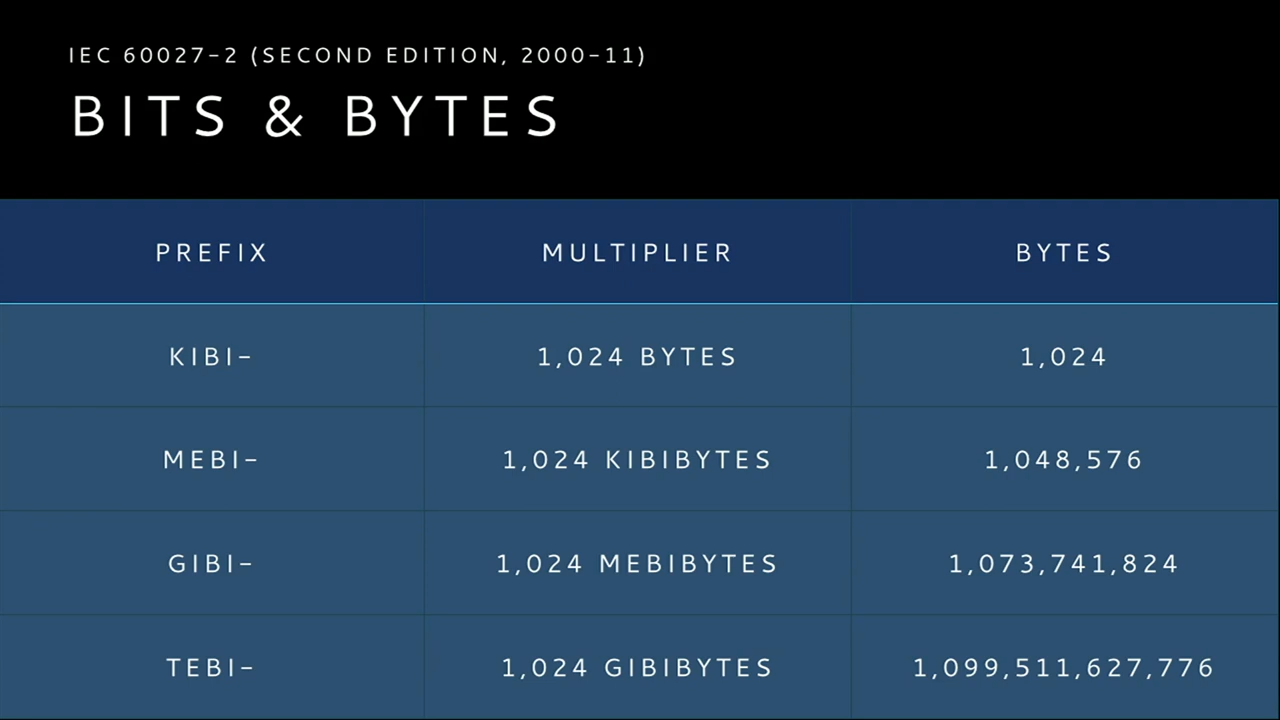 IEC 60027-2 (SECOND EDITION, 2000-11)
BITS & BYTES
PREFIX MULTIPLIER BYTES
KIBI- 1,024 BYTES 1,024
MEBI- 1,024 KIBIBYTES 1,048,576
GIBI- 1,024 MEBIBYTES 1,073,741,824
TEBI- 1,024 GIBIBYTES 1,099,511,627,776